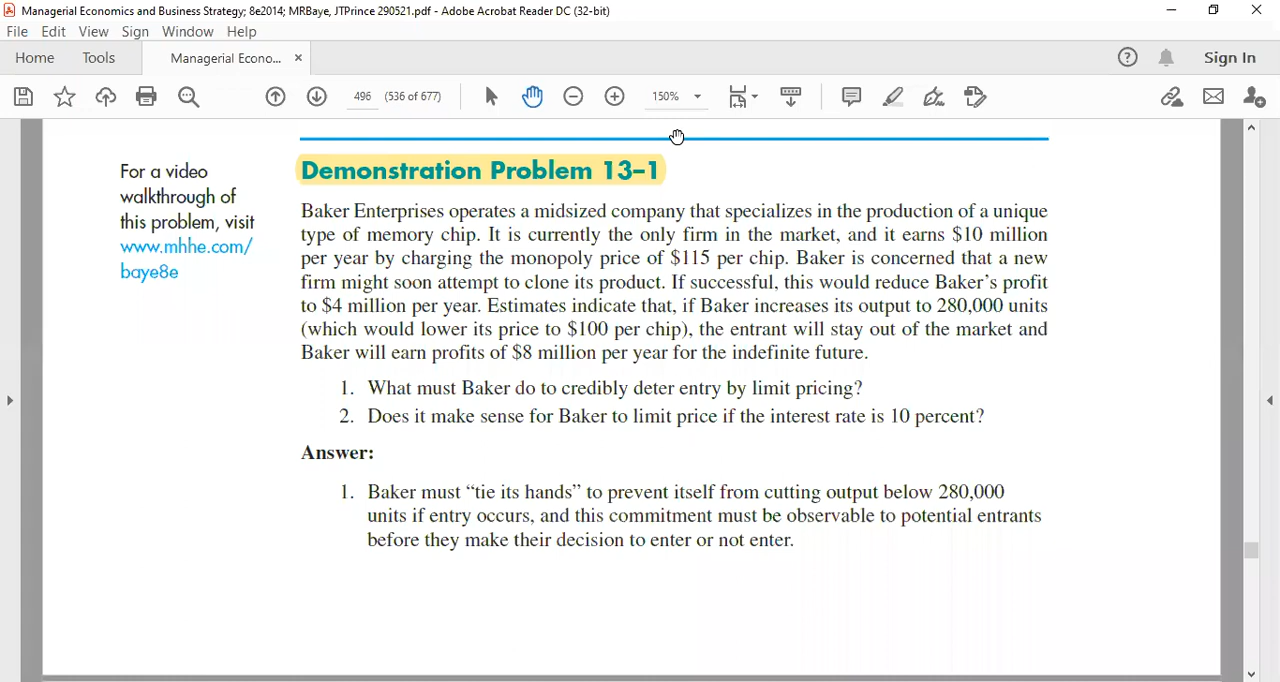 Managerial Economics and Business Strategy; 8e2014; MRBaye, JTPrince 290521.pdf - Adobe Acrobat Reader DC (32-bit)
File Edit View Sign Window Help
Home Tools Managerial Econo... × Sign In
496 (536 of 677) 150%
For a video
walkthrough of
this problem, visit
www.mhhe.com/
baye8e
Demonstration Problem 13–1
Baker Enterprises operates a midsized company that specializes in the production of a unique
type of memory chip. It is currently the only firm in the market, and it earns $10 million
per year by charging the monopoly price of $115 per chip. Baker is concerned that a new
firm might soon attempt to clone its product. If successful, this would reduce Baker’s profit
to $4 million per year. Estimates indicate that, if Baker increases its output to 280,000 units
(which would lower its price to $100 per chip), the entrant will stay out of the market and
Baker will earn profits of $8 million per year for the indefinite future.
1. What must Baker do to credibly deter entry by limit pricing?
2. Does it make sense for Baker to limit price if the interest rate is 10 percent?
Answer:
1. Baker must “tie its hands” to prevent itself from cutting output below 280,000
units if entry occurs, and this commitment must be observable to potential entrants
before they make their decision to enter or not enter.